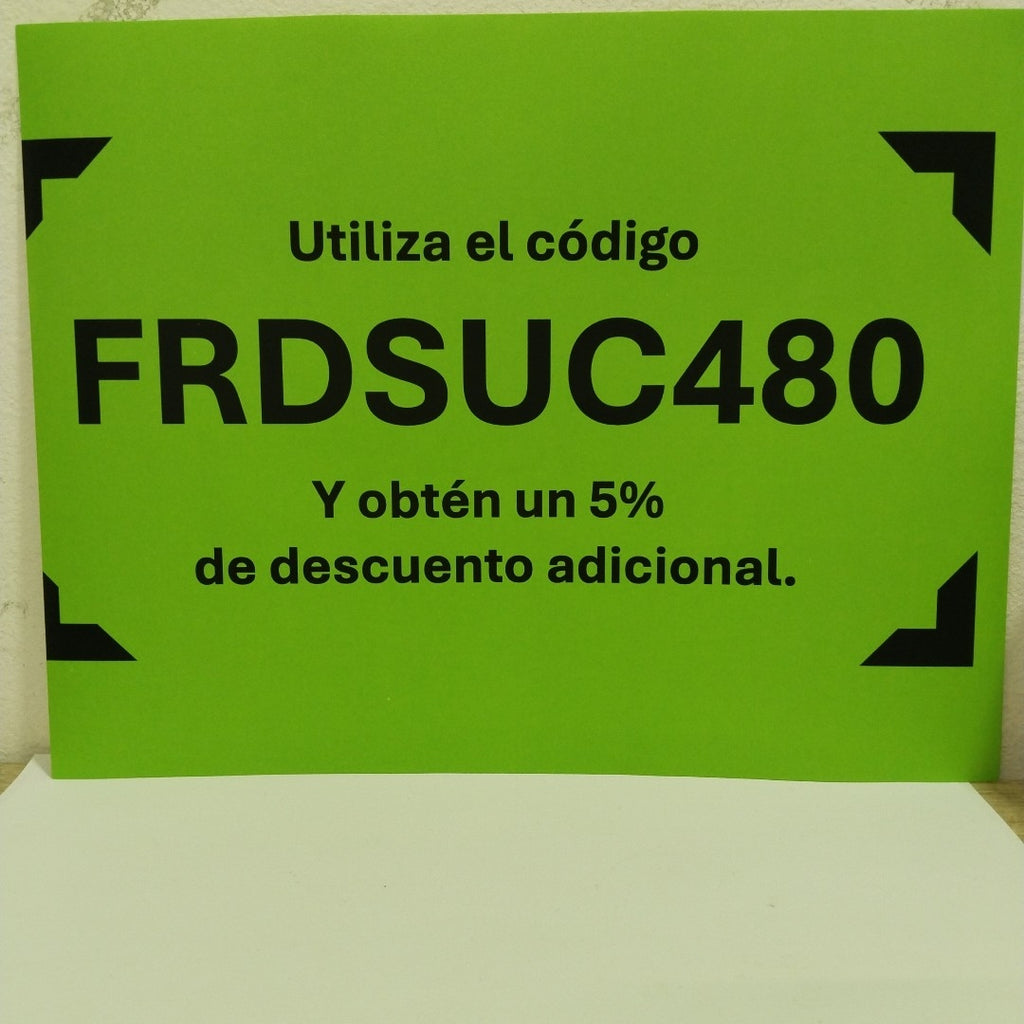 Utiliza el código
FRDSUC480
Y obtén un 5%
de descuento adicional.